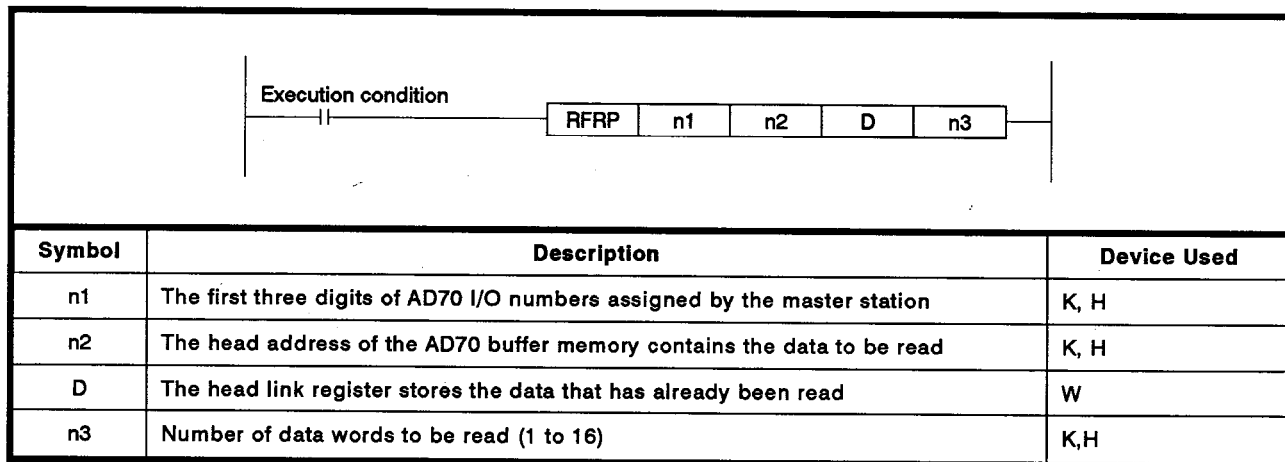 Execution condition
RFRP n1 n2 D n3
Symbol Description Device Used
n1 The first three digits of AD70 I/O numbers assigned by the master station K, H
n2 The head address of the AD70 buffer memory contains the data to be read K, H
D The head link register stores the data that has already been read W
n3 Number of data words to be read (1 to 16) K,H